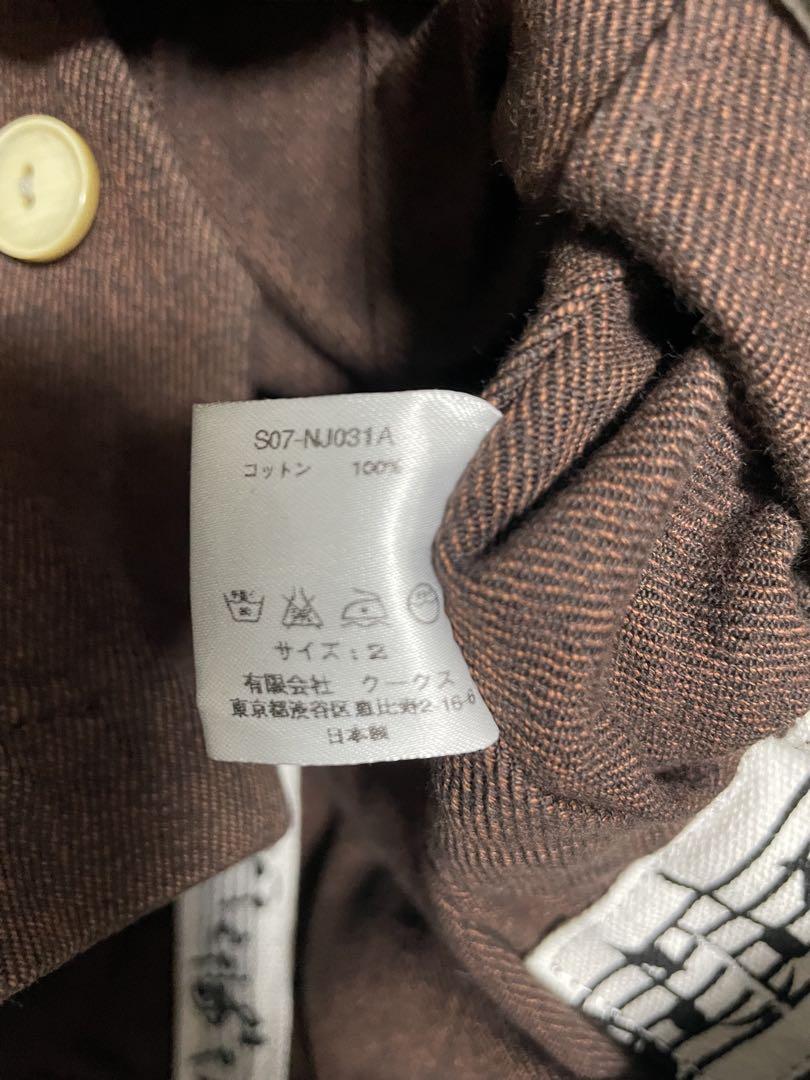 S07-NJ031A
コットン 100%
サイズ:2
有限会社 クークス
東京都渋谷区恵比寿2-16-6
日本製